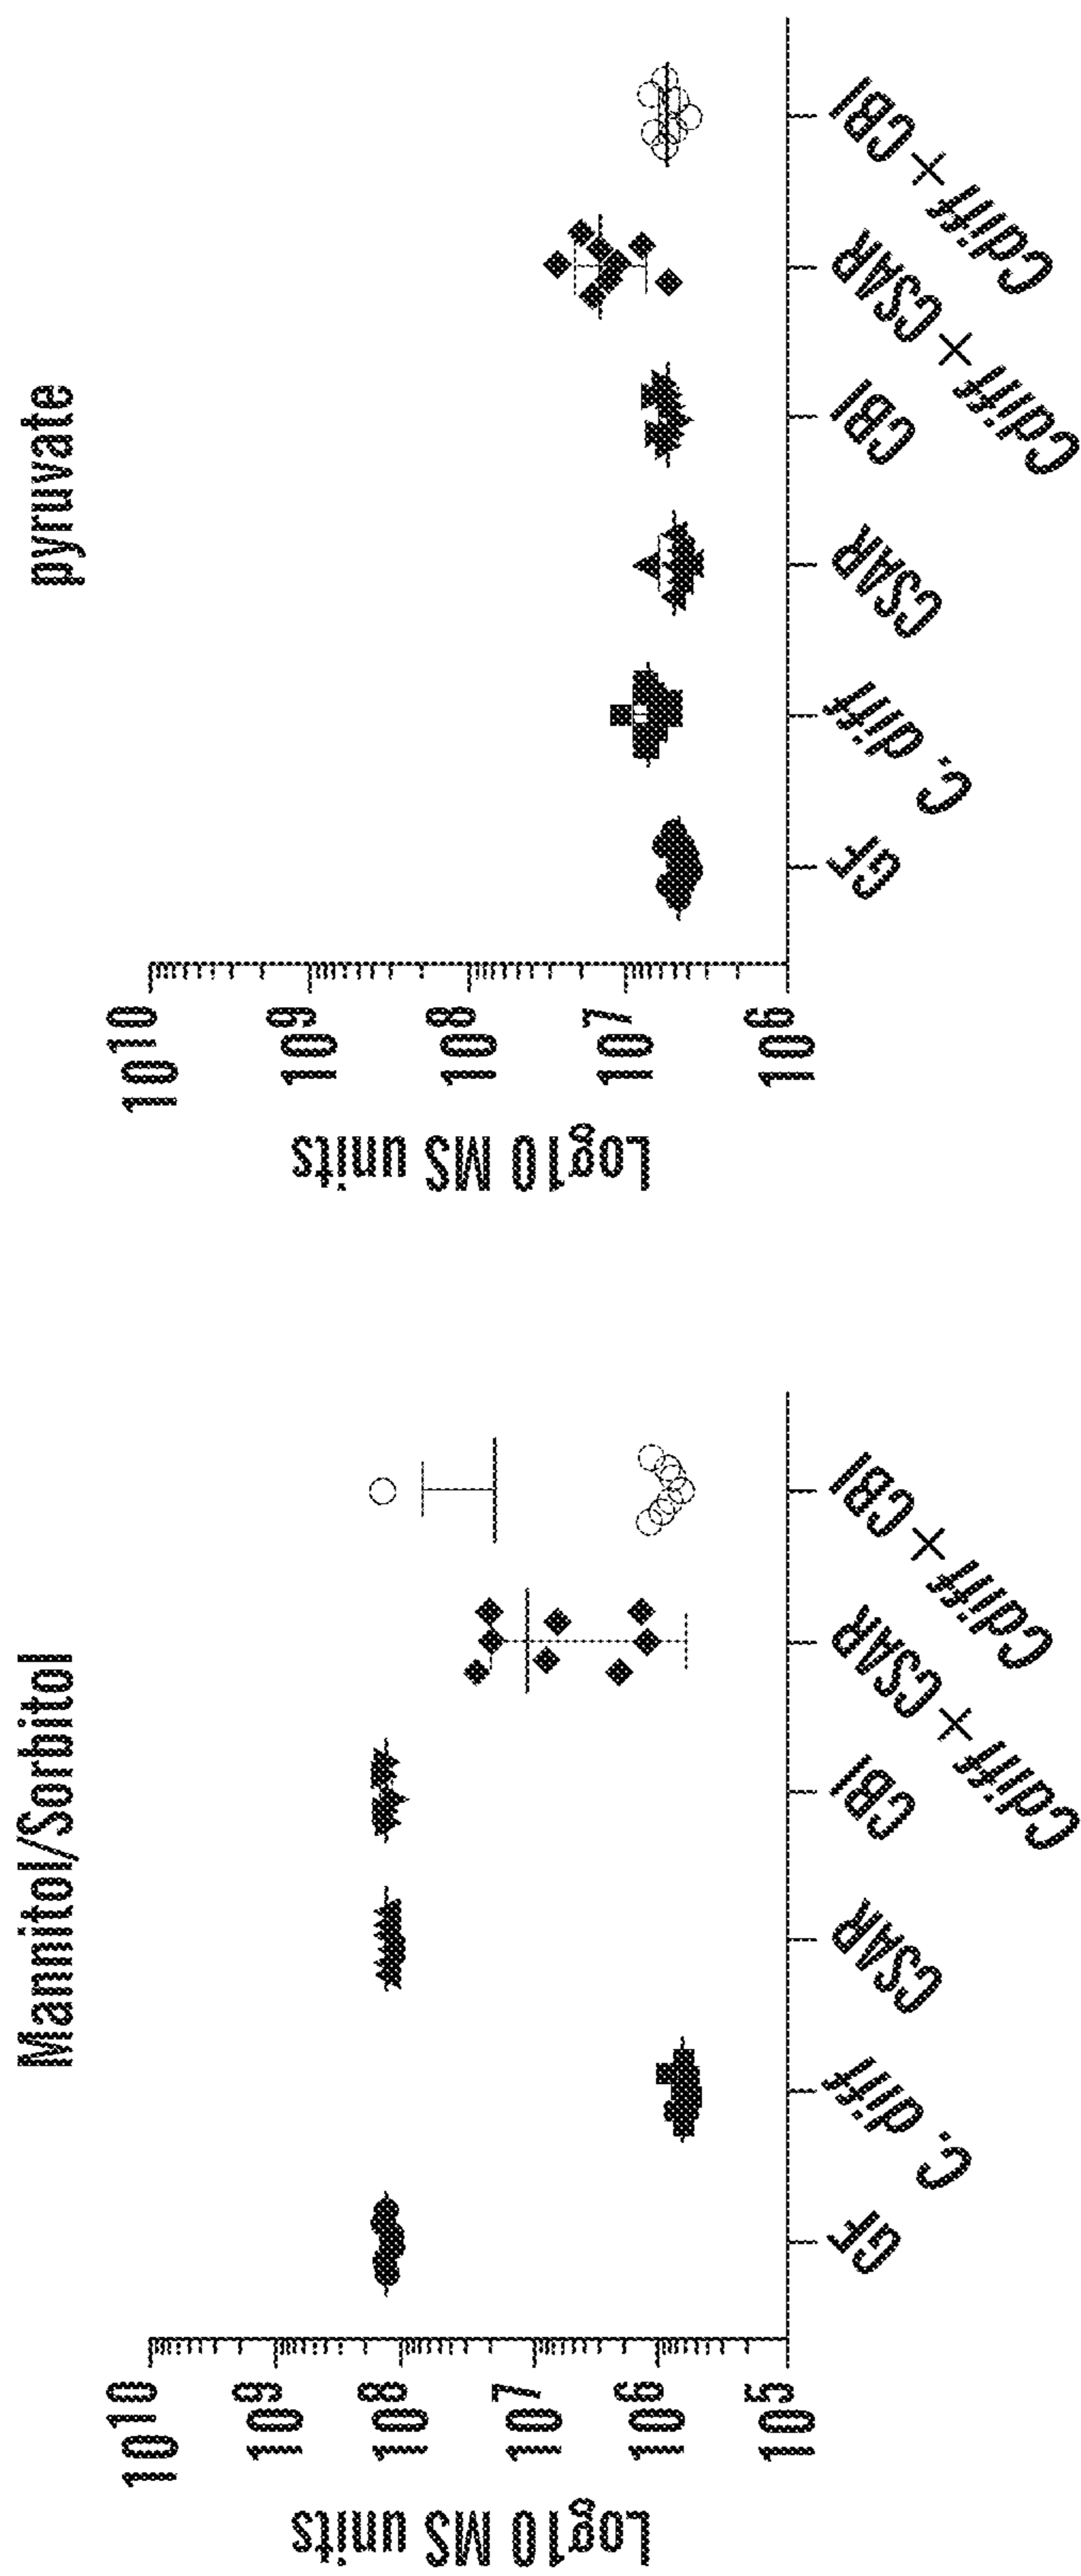 Mannitol/Sorbitol
Log10 MS units
10^10
10^9
10^8
10^7
10^6
10^5
GF
C. diff
CSAR
CBI
Cdiff + CSAR
Cdiff + CBI
pyruvate
Log10 MS units
10^10
10^9
10^8
10^7
10^6
GF
C. diff
CSAR
CBI
Cdiff + CSAR
Cdiff + CBI